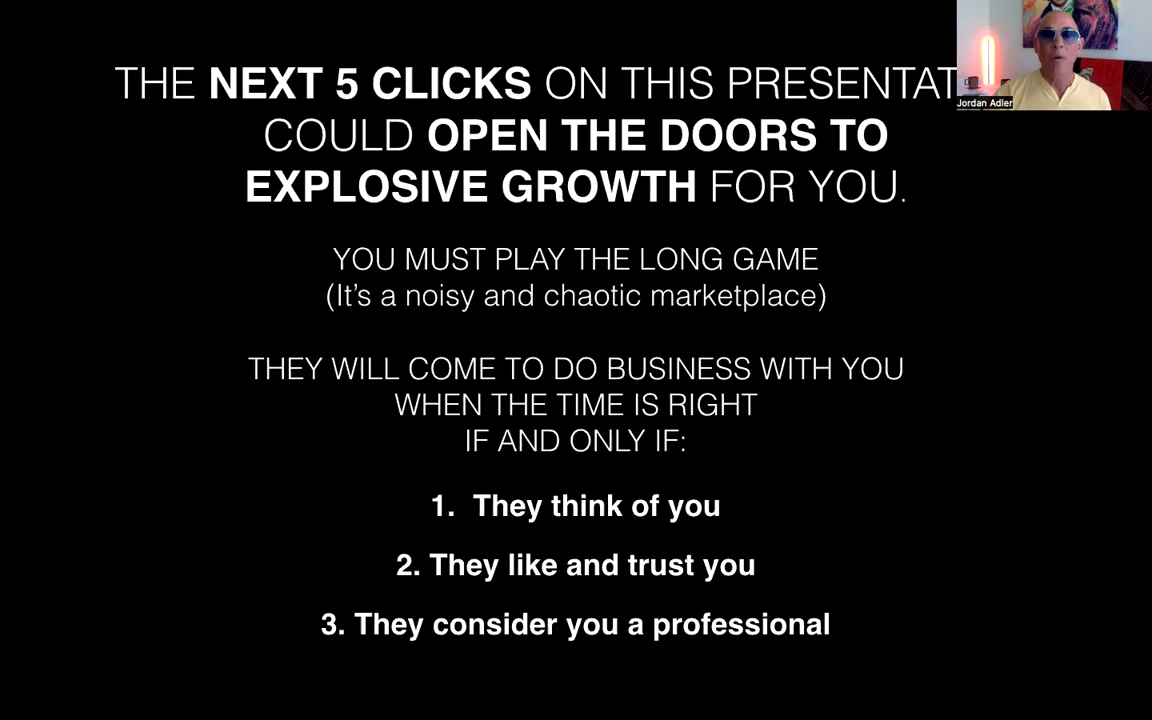 THE NEXT 5 CLICKS ON THIS PRESENTAT
COULD OPEN THE DOORS TO
EXPLOSIVE GROWTH FOR YOU.
YOU MUST PLAY THE LONG GAME
(It's a noisy and chaotic marketplace)
THEY WILL COME TO DO BUSINESS WITH YOU
WHEN THE TIME IS RIGHT
IF AND ONLY IF:
1. They think of you
2. They like and trust you
3. They consider you a professional
Jordan Adler